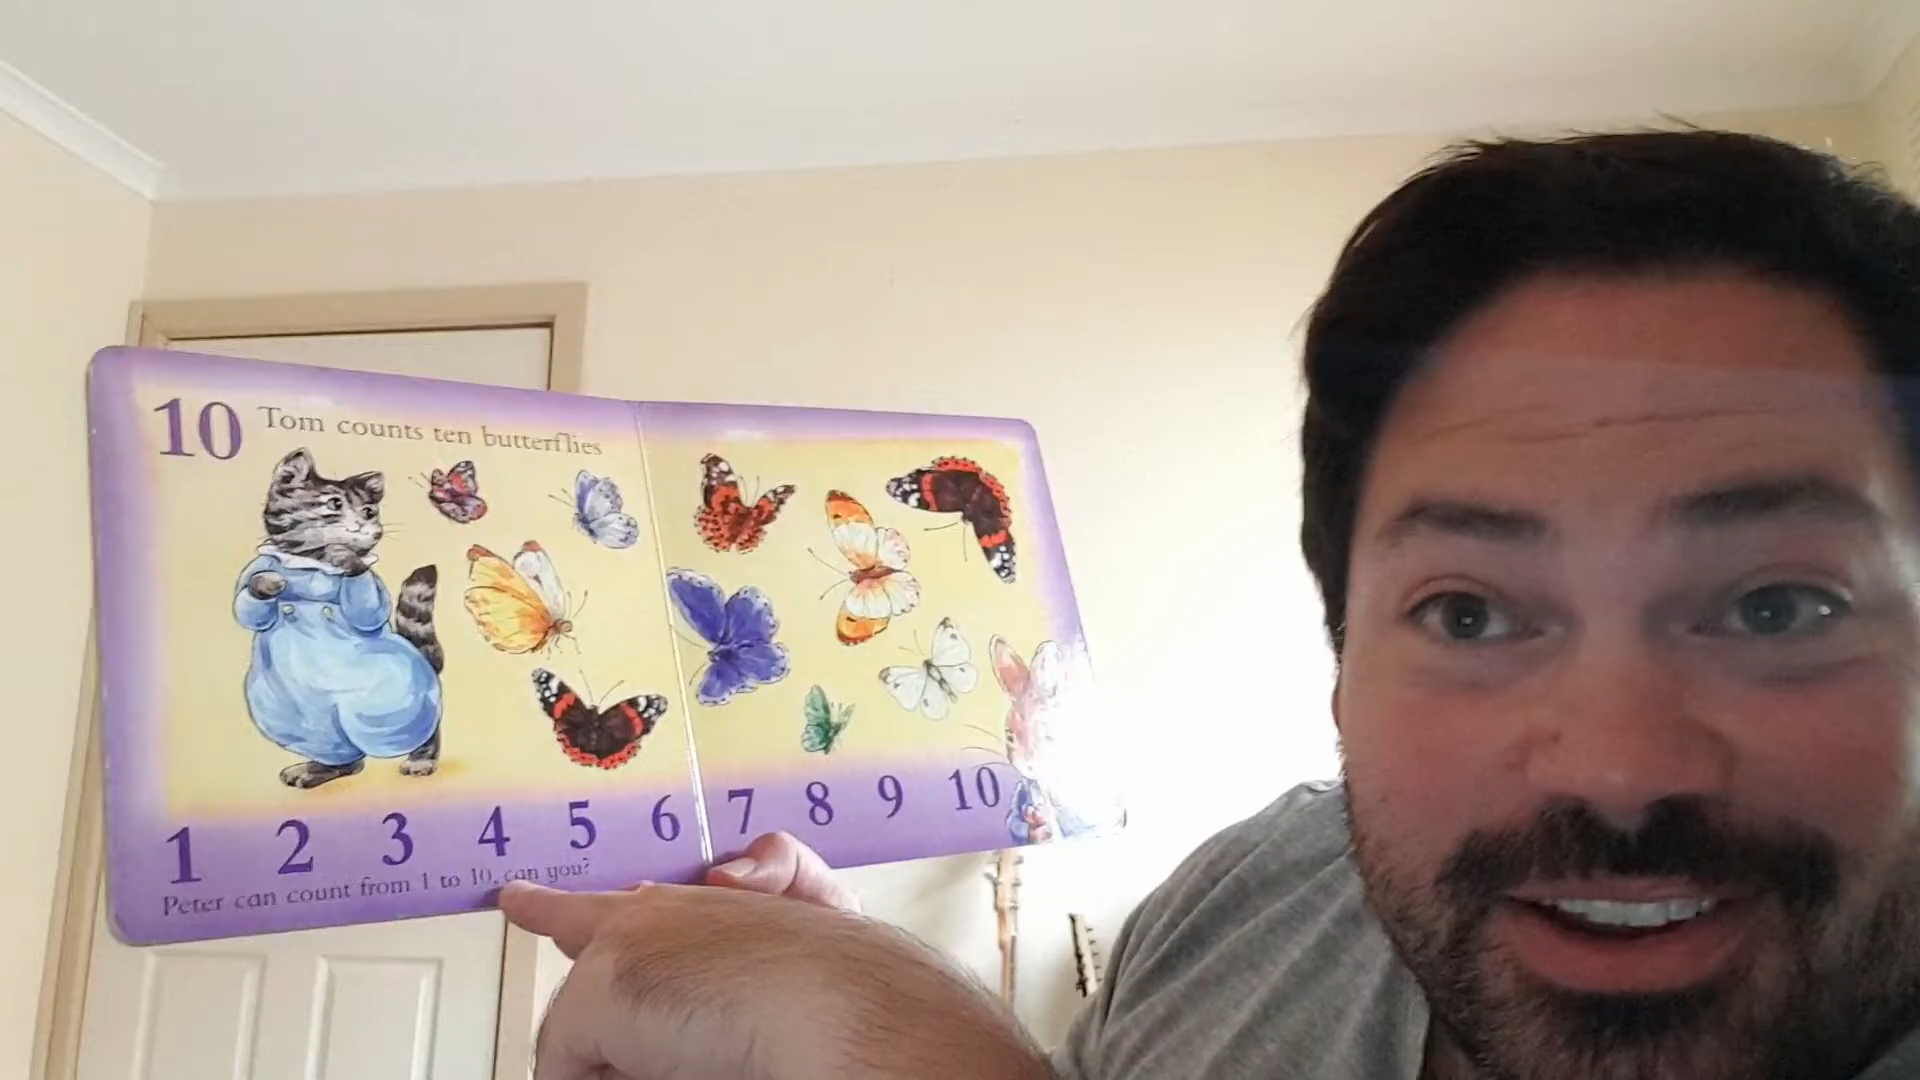 10 Tom counts ten butterflies
1 2 3 4 5 6 7 8 9 10
Peter can count from 1 to 10, can you?